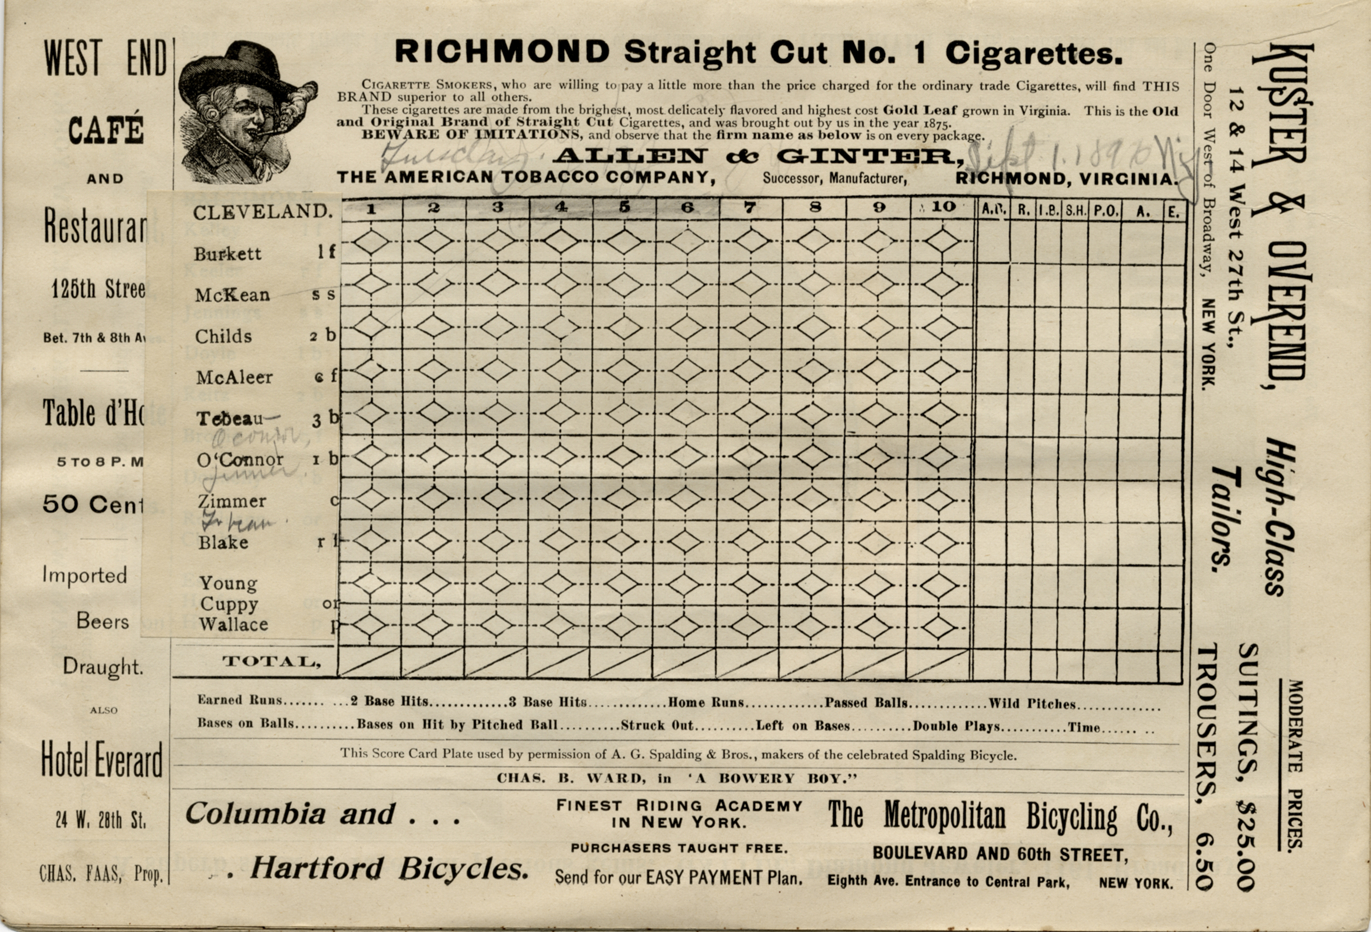 WEST END
CAFÉ
AND
Restauran
125th Stree
Bet. 7th & 8th Av
Table d'Ho
5 TO 8 P. M
50 Cent
Imported
Beers
Draught.
ALSO
Hotel Everard
24 W. 28th St.
CHAS. FAAS, Prop.
RICHMOND Straight Cut No. 1 Cigarettes.
CIGARETTE SMOKERS, who are willing to pay a little more than the price charged for the ordinary trade Cigarettes, will find THIS
BRAND superior to all others.
These cigarettes are made from the brighest, most delicately flavored and highest cost Gold Leaf grown in Virginia. This is the Old
and Original Brand of Straight Cut Cigarettes, and was brought out by us in the year 1875.
BEWARE OF IMITATIONS, and observe that the firm name as below is on every package.
Tuesday. ALLEN & GINTER, Sept 1. 1896
THE AMERICAN TOBACCO COMPANY, Successor, Manufacturer, RICHMOND, VIRGINIA.
CLEVELAND. 1 2 3 4 5 6 7 8 9 10 A.B. R. 1.B. S.H. P.O. A. E.
Burkett l f
McKean s s
Childs 2 b
McAleer c f
Tebeau 3 b
O'connor,
O'Connor 1 b
Zimmer.
Zimmer c
Tebeau.
Blake r f
Young
Cuppy or
Wallace p
TOTAL,
Earned Runs....... ...2 Base Hits............3 Base Hits............Home Runs............Passed Balls............Wild Pitches............
Bases on Balls.........Bases on Hit by Pitched Ball.........Struck Out.........Left on Bases.........Double Plays.........Time...... ..
This Score Card Plate used by permission of A. G. Spalding & Bros., makers of the celebrated Spalding Bicycle.
CHAS. B. WARD, in 'A BOWERY BOY."
Columbia and . . .
. . Hartford Bicycles.
FINEST RIDING ACADEMY
IN NEW YORK.
PURCHASERS TAUGHT FREE.
Send for our EASY PAYMENT Plan.
The Metropolitan Bicycling Co.,
BOULEVARD AND 60th STREET,
Eighth Ave. Entrance to Central Park, NEW YORK.
KUSTER & OVEREND, High-Class
12 & 14 West 27th St., Tailors.
One Door West of Broadway, NEW YORK.
MODERATE PRICES.
SUITINGS, $25.00
TROUSERS, 6.50